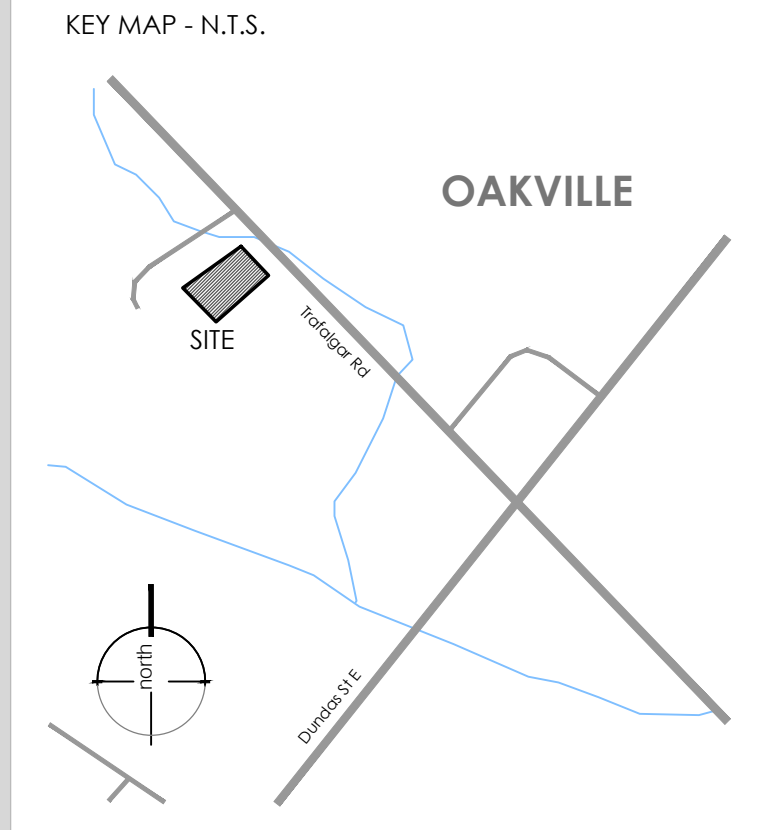 KEY MAP - N.T.S.
OAKVILLE
SITE
Trafalgar Rd
north
Dundas St E